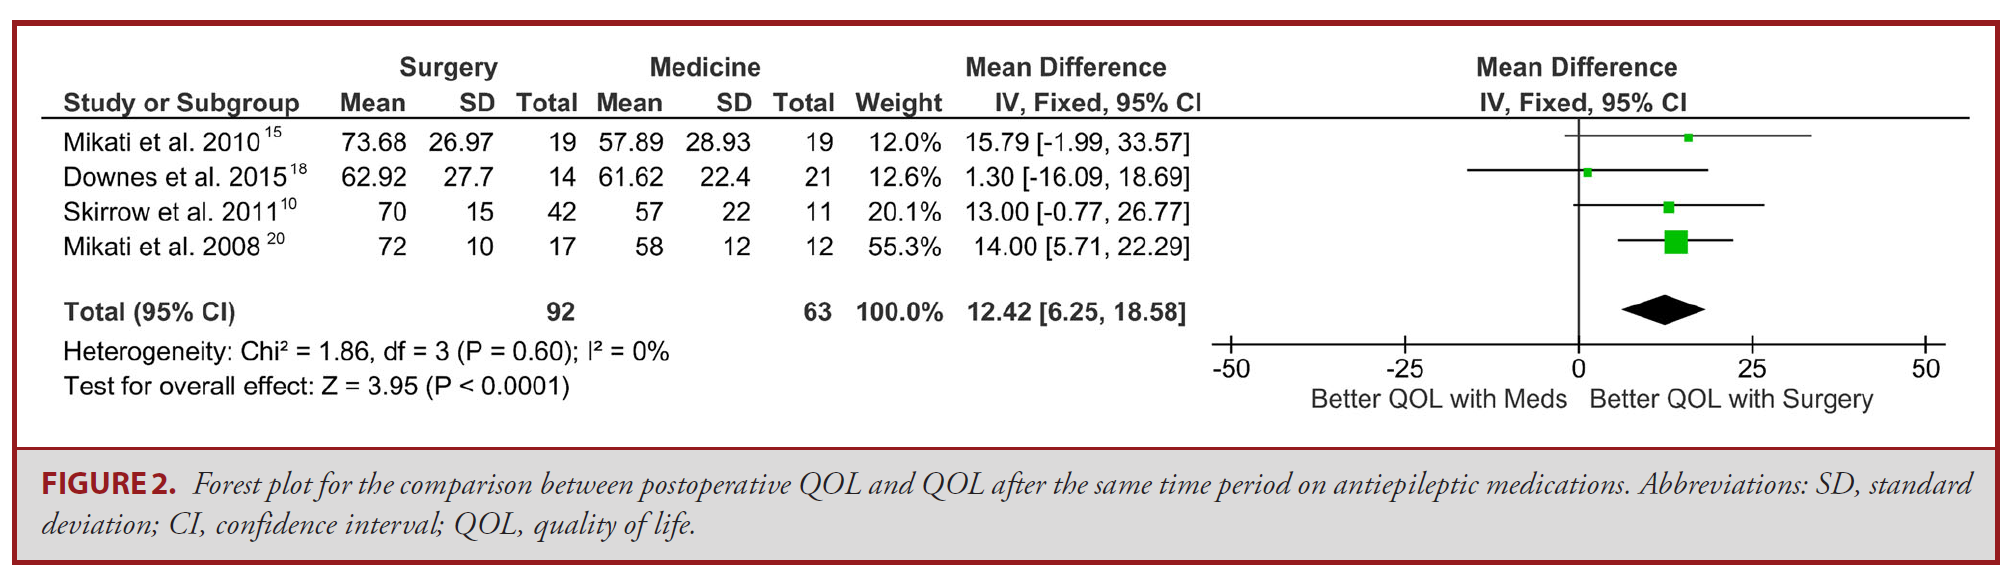 Surgery Medicine Mean Difference Mean Difference
Study or Subgroup Mean SD Total Mean SD Total Weight IV, Fixed, 95% CI IV, Fixed, 95% CI
Mikati et al. 2010 15 73.68 26.97 19 57.89 28.93 19 12.0% 15.79 [-1.99, 33.57]
Downes et al. 2015 18 62.92 27.7 14 61.62 22.4 21 12.6% 1.30 [-16.09, 18.69]
Skirrow et al. 2011 10 70 15 42 57 22 11 20.1% 13.00 [-0.77, 26.77]
Mikati et al. 2008 20 72 10 17 58 12 12 55.3% 14.00 [5.71, 22.29]
Total (95% CI) 92 63 100.0% 12.42 [6.25, 18.58]
Heterogeneity: Chi² = 1.86, df = 3 (P = 0.60); I² = 0%
Test for overall effect: Z = 3.95 (P < 0.0001)
-50 -25 0 25 50
Better QOL with Meds Better QOL with Surgery
FIGURE 2. Forest plot for the comparison between postoperative QOL and QOL after the same time period on antiepileptic medications. Abbreviations: SD, standard
deviation; CI, confidence interval; QOL, quality of life.